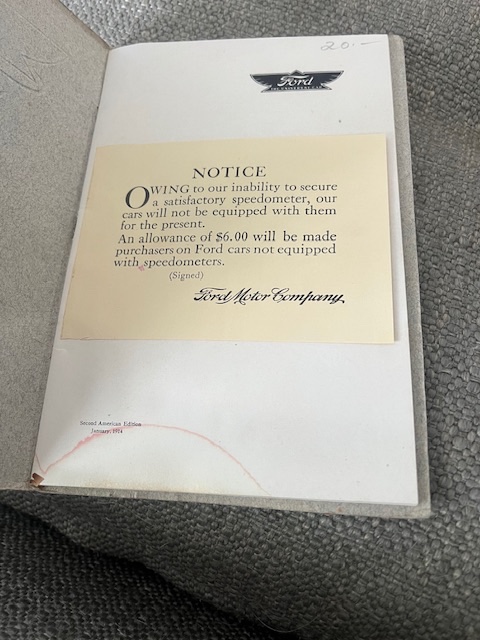 20.-
Ford
THE UNIVERSAL CAR
NOTICE
OWING to our inability to secure
a satisfactory speedometer, our
cars will not be equipped with them
for the present.
An allowance of $6.00 will be made
purchasers on Ford cars not equipped
with speedometers.
(Signed)
Ford Motor Company
Second American Edition
January, 1914